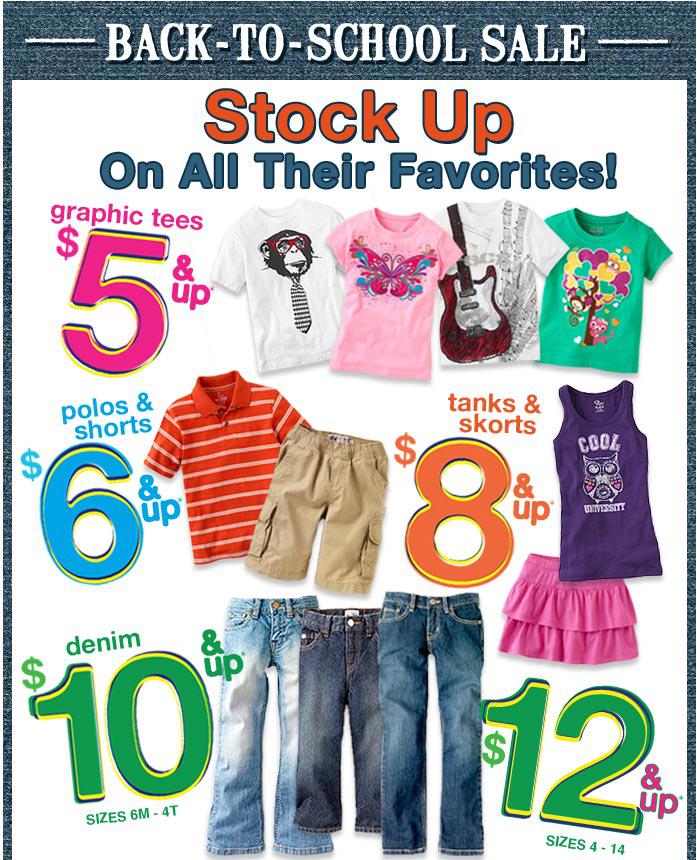 BACK-TO-SCHOOL SALE
Stock Up
On All Their Favorites!
graphic tees
$5 & up*
polos &
shorts
$6 & up*
tanks &
skorts
$8 & up*
COOL
UNIVERSITY
denim
$10 & up*
SIZES 6M - 4T
$12 & up*
SIZES 4 - 14